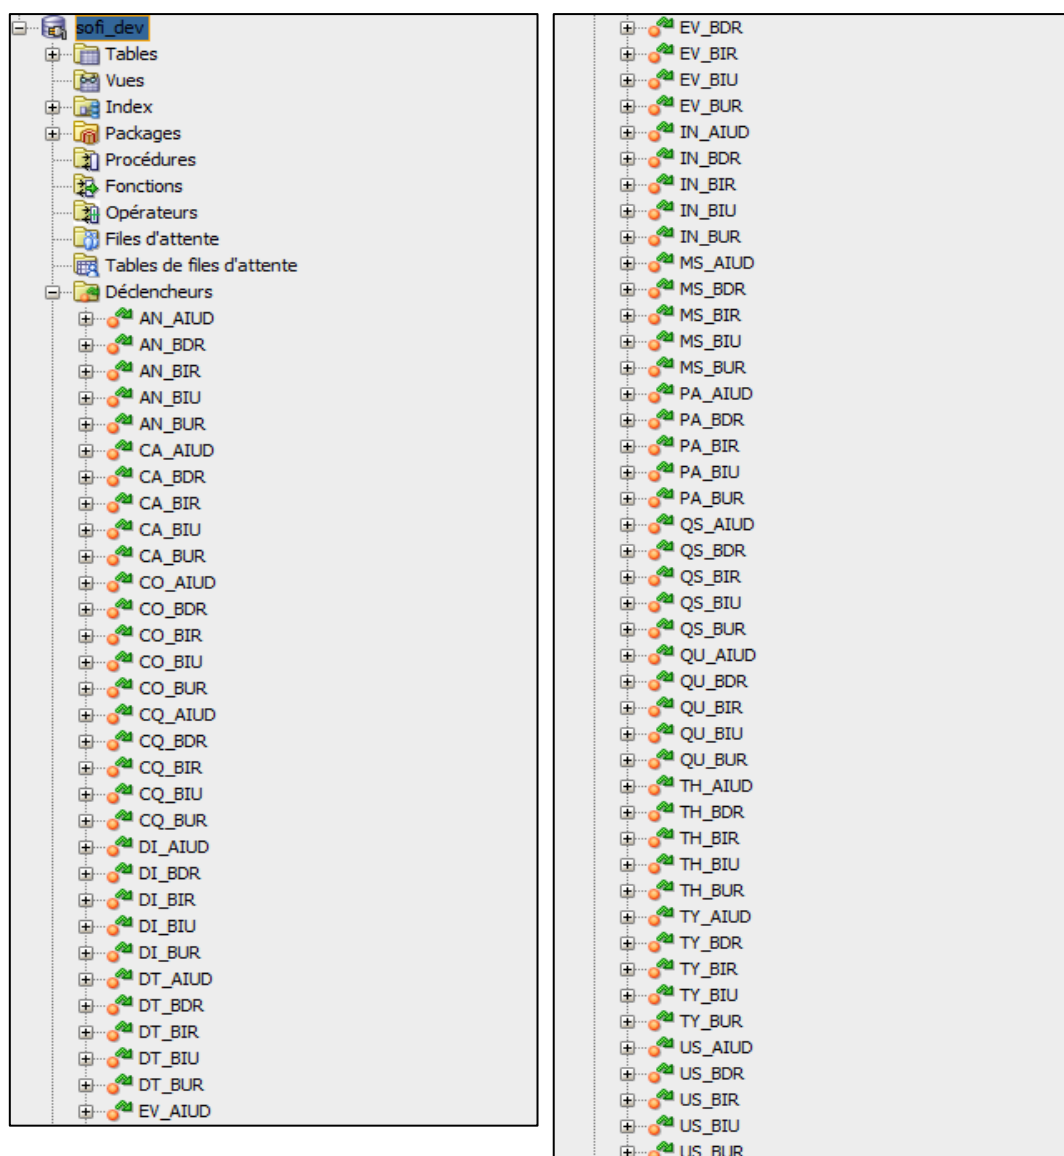 sofi_dev
Tables
Vues
Index
Packages
Procédures
Fonctions
Opérateurs
Files d'attente
Tables de files d'attente
Déclencheurs
AN_AIUD
AN_BDR
AN_BIR
AN_BIU
AN_BUR
CA_AIUD
CA_BDR
CA_BIR
CA_BIU
CA_BUR
CO_AIUD
CO_BDR
CO_BIR
CO_BIU
CO_BUR
CQ_AIUD
CQ_BDR
CQ_BIR
CQ_BIU
CQ_BUR
DI_AIUD
DI_BDR
DI_BIR
DI_BIU
DI_BUR
DT_AIUD
DT_BDR
DT_BIR
DT_BIU
DT_BUR
EV_AIUD
EV_BDR
EV_BIR
EV_BIU
EV_BUR
IN_AIUD
IN_BDR
IN_BIR
IN_BIU
IN_BUR
MS_AIUD
MS_BDR
MS_BIR
MS_BIU
MS_BUR
PA_AIUD
PA_BDR
PA_BIR
PA_BIU
PA_BUR
QS_AIUD
QS_BDR
QS_BIR
QS_BIU
QS_BUR
QU_AIUD
QU_BDR
QU_BIR
QU_BIU
QU_BUR
TH_AIUD
TH_BDR
TH_BIR
TH_BIU
TH_BUR
TY_AIUD
TY_BDR
TY_BIR
TY_BIU
TY_BUR
US_AIUD
US_BDR
US_BIR
US_BIU
US_BUR